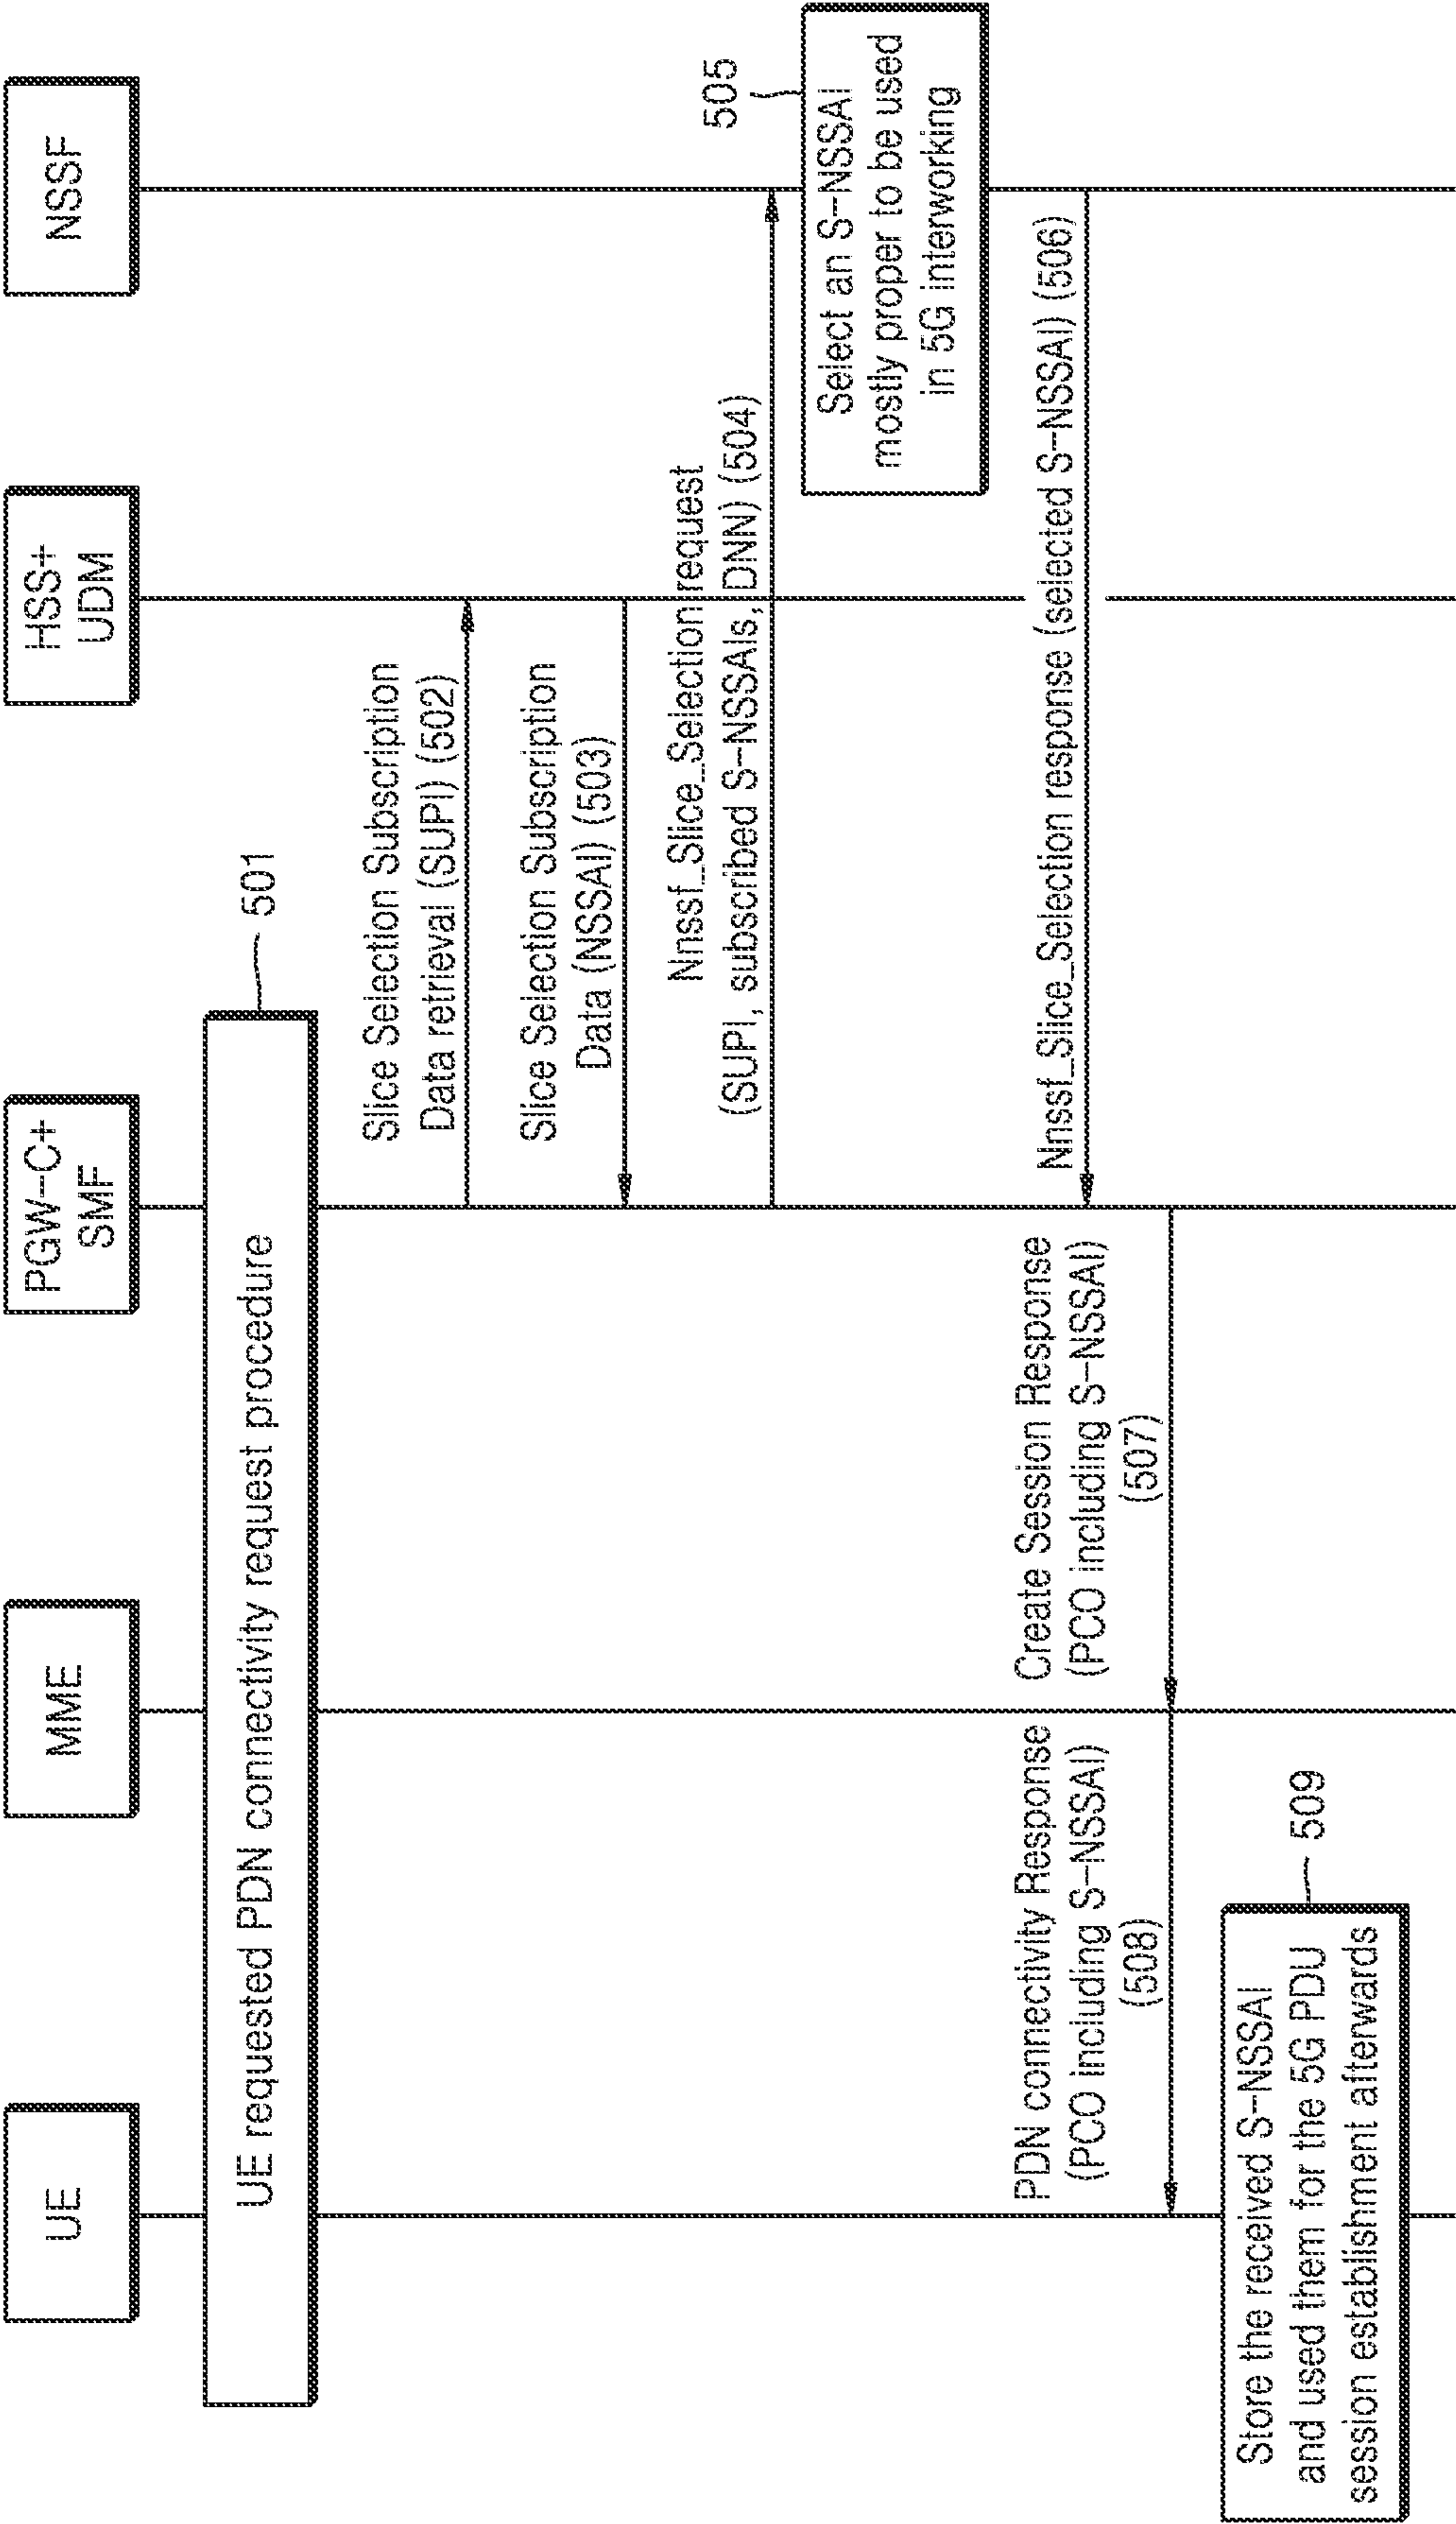 UE
MME
PGW-C+
SMF
HSS+
UDM
NSSF
UE requested PDN connectivity request procedure
501
Slice Selection Subscription
Data retrieval (SUPI) (502)
Slice Selection Subscription
Data (NSSAI) (503)
Nnssf_Slice_Selection request
(SUPI, subscribed S-NSSAIs, DNN) (504)
505
Select an S-NSSAI
mostly proper to be used
in 5G interworking
Nnssf_Slice_Selection response (selected S-NSSAI) (506)
Create Session Response
(PCO including S-NSSAI)
(507)
PDN connectivity Response
(PCO including S-NSSAI)
(508)
509
Store the received S-NSSAI
and used them for the 5G PDU
session establishment afterwards